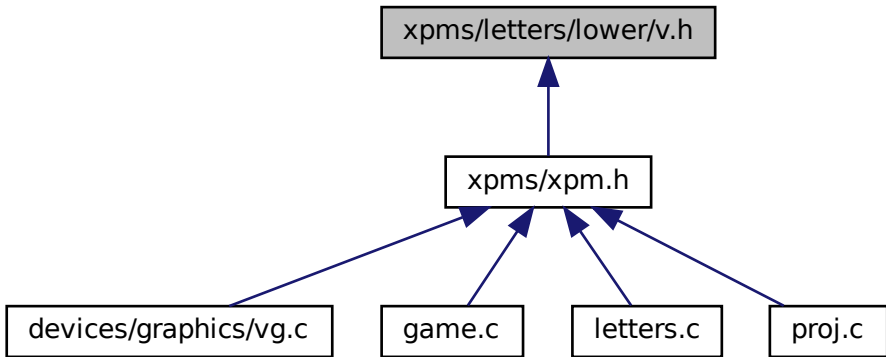 xpms/letters/lower/v.h
xpms/xpm.h
devices/graphics/vg.c
game.c
letters.c
proj.c